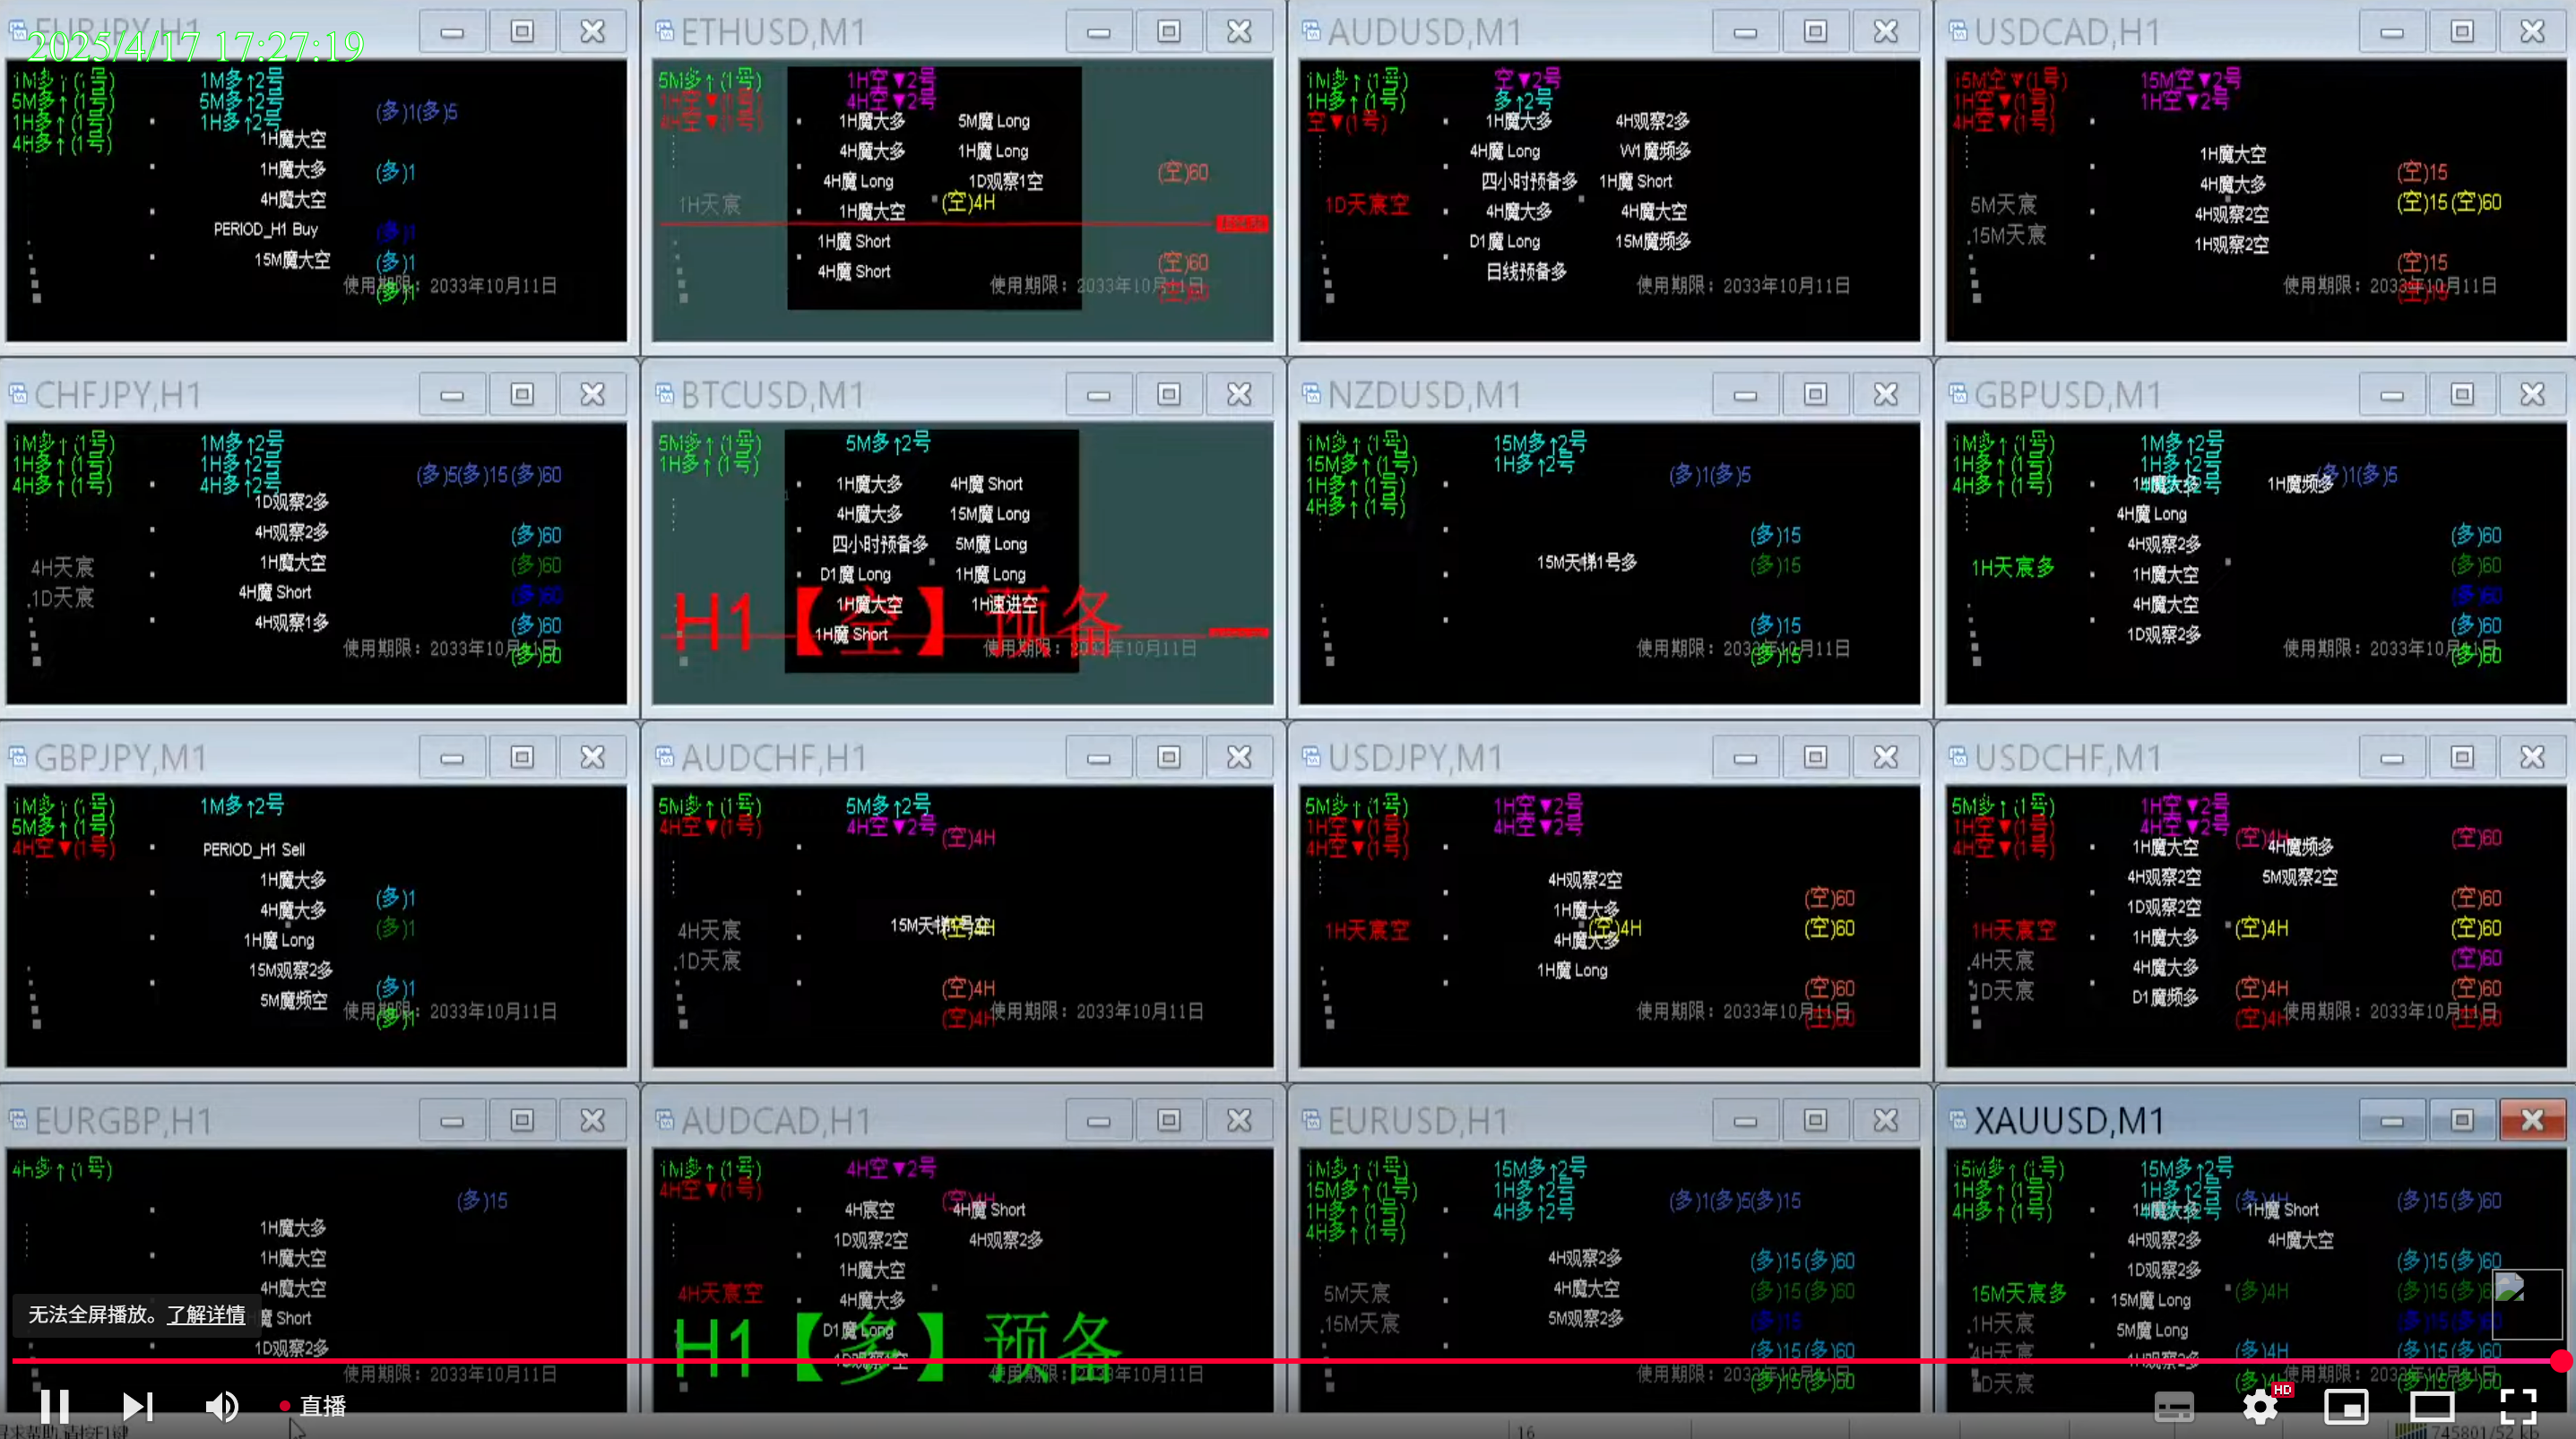 EURJPY,H1
2025/4/17 17:27:19
1M多↑(1号)
5M多↑(1号)
1H多↑(1号)
4H多↑(1号)
1M多↑2号
5M多↑2号
1H多↑2号
(多)1(多)5
1H魔大空
1H魔大多
(多)1
4H魔大空
PERIOD_H1 Buy
(多)1
15M魔大空
(多)1
使用期限：2033年10月11日
(多)1
ETHUSD,M1
5M多↑(1号)
1H空▼(1号)
4H空▼(1号)
1H空▼2号
4H空▼2号
1H魔大多
5M魔 Long
4H魔大多
1H魔 Long
4H魔 Long
1D观察1空
(空)60
1H天宸
1H魔大空
(空)4H
1H魔 Short
4H魔 Short
(空)60
使用期限：2033年10月11日
(空)60
AUDUSD,M1
1M多↑(1号)
1H多↑(1号)
空▼(1号)
空▼2号
多↑2号
1H魔大多
4H观察2多
4H魔 Long
W1魔频多
四小时预备多
1H魔 Short
1D天宸空
4H魔大多
4H魔大空
D1魔 Long
15M魔频多
日线预备多
使用期限：2033年10月11日
USDCAD,H1
15M空▼(1号)
1H空▼(1号)
4H空▼(1号)
15M空▼2号
1H空▼2号
1H魔大空
4H魔大多
(空)15
5M天宸
4H观察2空
(空)15(空)60
15M天宸
1H观察2空
(空)15
使用期限：2033年10月11日
(空)15
CHFJPY,H1
1M多↑(1号)
1H多↑(1号)
4H多↑(1号)
1M多↑2号
1H多↑2号
4H多↑2号
(多)5(多)15(多)60
1D观察2多
4H观察2多
(多)60
4H天宸
1H魔大空
(多)60
1D天宸
4H魔 Short
(多)60
4H观察1多
(多)60
使用期限：2033年10月11日
(多)60
BTCUSD,M1
5M多↑(1号)
1H多↑(1号)
5M多↑2号
1H魔大多
4H魔 Short
4H魔大多
15M魔 Long
四小时预备多
5M魔 Long
D1魔 Long
1H魔 Long
1H魔大空
1H速进空
1H魔 Short
H1【空】预备
使用期限：2033年10月11日
NZDUSD,M1
1M多↑(1号)
15M多↑(1号)
1H多↑(1号)
4H多↑(1号)
15M多↑2号
1H多↑2号
(多)1(多)5
(多)15
15M天梯1号多
(多)15
(多)15
使用期限：2033年10月11日
(多)15
GBPUSD,M1
1M多↑(1号)
1H多↑(1号)
4H多↑(1号)
1M多↑2号
1H多↑2号
4H多↑2号
(多)1(多)5
1H魔大多
1H魔频多
4H魔 Long
4H观察2多
(多)60
1H天宸多
1H魔大空
(多)60
4H魔大空
(多)60
1D观察2多
(多)60
使用期限：2033年10月11日
(多)60
GBPJPY,M1
1M多↑(1号)
5M多↑(1号)
4H空▼(1号)
1M多↑2号
PERIOD_H1 Sell
1H魔大多
4H魔大多
(多)1
1H魔 Long
(多)1
15M观察2多
5M魔频空
(多)1
使用期限：2033年10月11日
(多)1
AUDCHF,H1
5M多↑(1号)
4H空▼(1号)
5M多↑2号
4H空▼2号
(空)4H
4H天宸
15M天梯1号空
(空)4H
1D天宸
(空)4H
(空)4H
使用期限：2033年10月11日
USDJPY,M1
5M多↑(1号)
1H空▼(1号)
4H空▼(1号)
1H空▼2号
4H空▼2号
4H观察2空
1H魔大多
(空)60
1H天宸空
4H魔大多
(空)4H
(空)60
1H魔 Long
(空)60
使用期限：2033年10月11日
(空)60
USDCHF,M1
5M多↑(1号)
1H空▼(1号)
4H空▼(1号)
1H空▼2号
4H空▼2号
(空)4H
(空)60
1H魔大空
4H魔频多
4H观察2空
5M观察2空
1D观察2空
(空)60
1H天宸空
1H魔大多
(空)4H
(空)60
4H天宸
4H魔大多
(空)60
1D天宸
D1魔频多
(空)4H
(空)60
(空)4H
使用期限：2033年10月11日
(空)60
EURGBP,H1
4h多↑(1号)
(多)15
1H魔大多
1H魔大空
4H魔大空
魔 Short
1D观察2多
使用期限：2033年10月11日
AUDCAD,H1
1M多↑(1号)
4H空▼(1号)
4H空▼2号
(空)4H
4H宸空
4H魔 Short
1D观察2空
4H观察2多
1H魔大空
4H天宸空
4H魔大多
D1魔 Long
H1【多】预备
使用期限：2033年10月11日
EURUSD,H1
1M多↑(1号)
15M多↑(1号)
1H多↑(1号)
4H多↑(1号)
15M多↑2号
1H多↑2号
4H多↑2号
(多)1(多)5(多)15
4H观察2多
(多)15(多)60
5M天宸
4H魔大空
(多)15(多)60
15M天宸
5M观察2多
(多)15
(多)15(多)60
使用期限：2033年10月11日
(多)15(多)60
XAUUSD,M1
15M多↑(1号)
1H多↑(1号)
4H多↑(1号)
15M多↑2号
1H多↑2号
4H多↑2号
(多)4H
(多)15(多)60
1H魔大多
1H魔 Short
4H观察2多
4H魔大空
1D观察2多
(多)15(多)60
15M天宸多
15M魔 Long
(多)4H
(多)15(多)6
1H天宸
5M魔 Long
(多)15(多)60
4H天宸
1H观察2多
(多)4H
(多)15(多)60
1D天宸
(多)4H
使用期限：2033年10月11日
(多)15(多)60
无法全屏播放。了解详情
直播
HD
寻求帮助,请按F1键
16
745801/52 kb